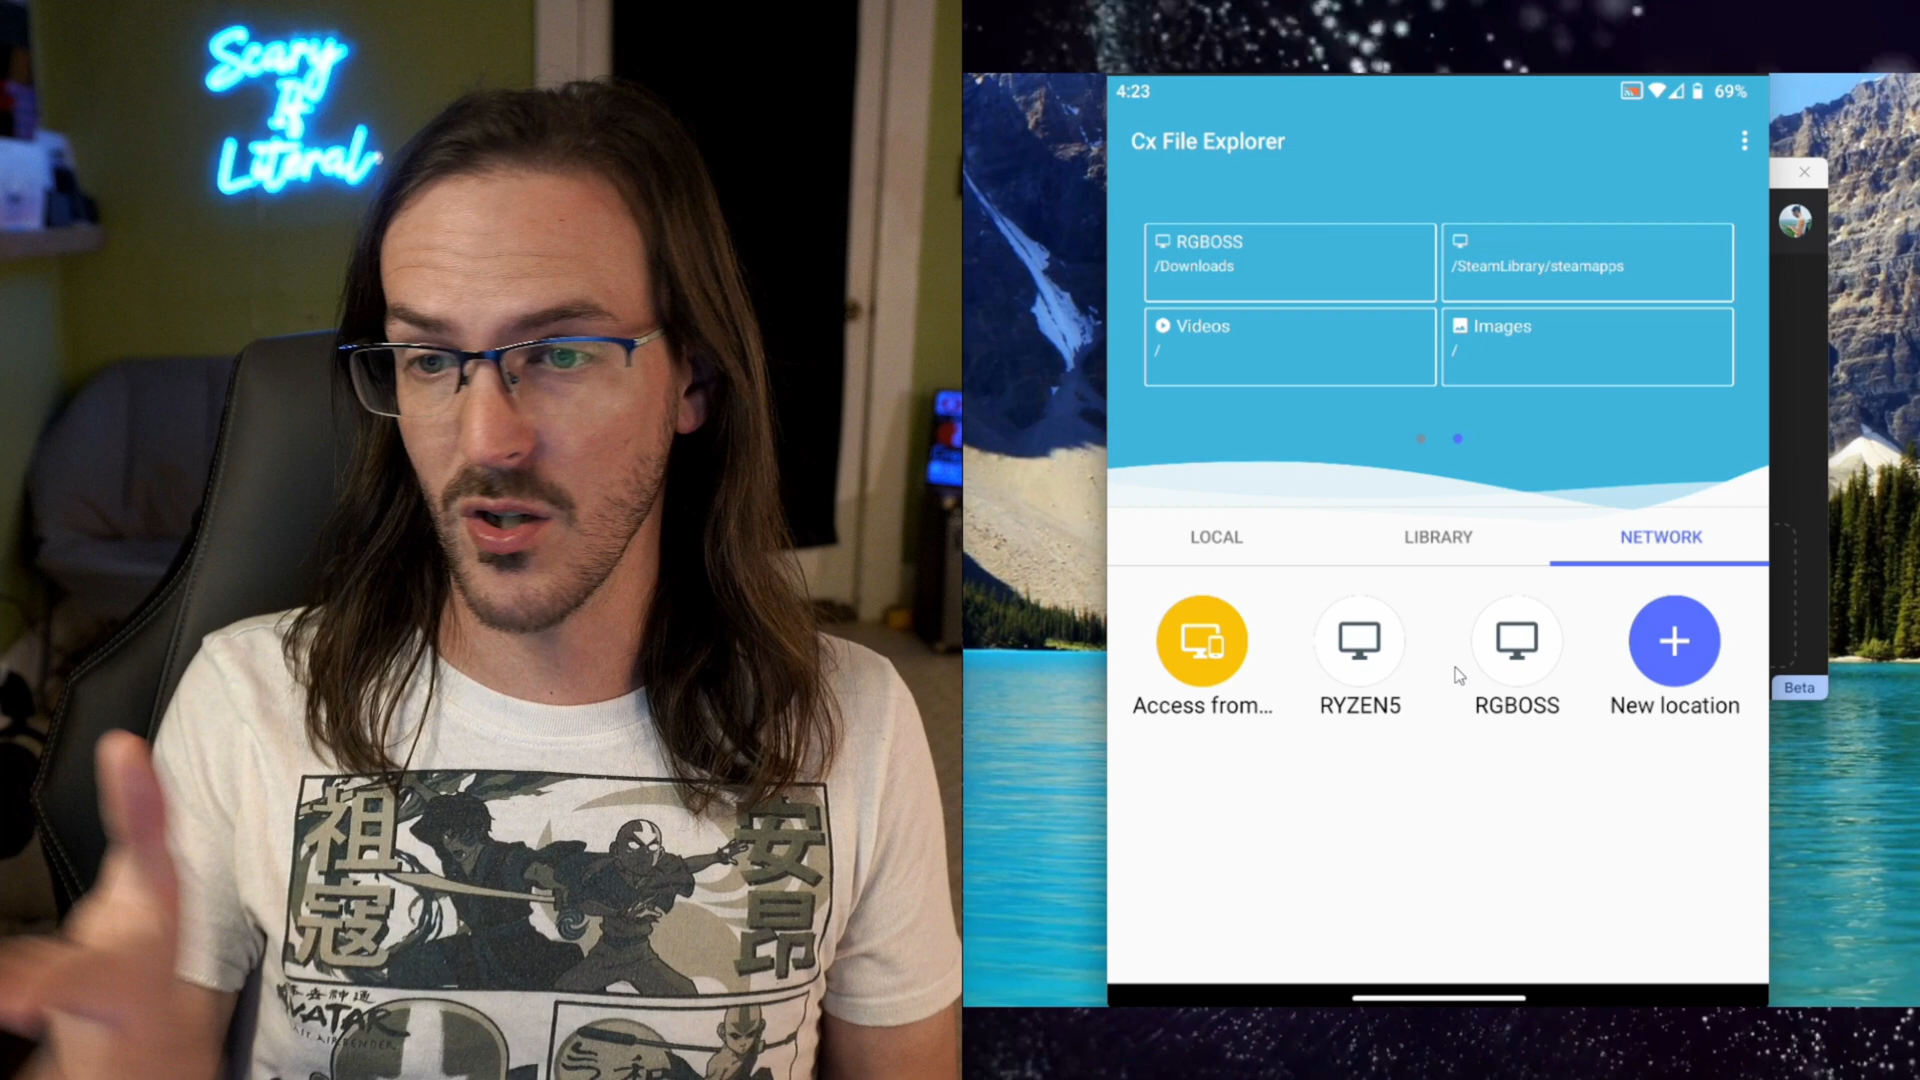 Scary
If
Literal
祖
寇
安
昂
AVATAR
4:23
69%
Cx File Explorer
RGBOSS
/Downloads
/SteamLibrary/steamapps
Videos
/
Images
/
LOCAL
LIBRARY
NETWORK
Access from...
RYZEN5
RGBOSS
New location
Beta